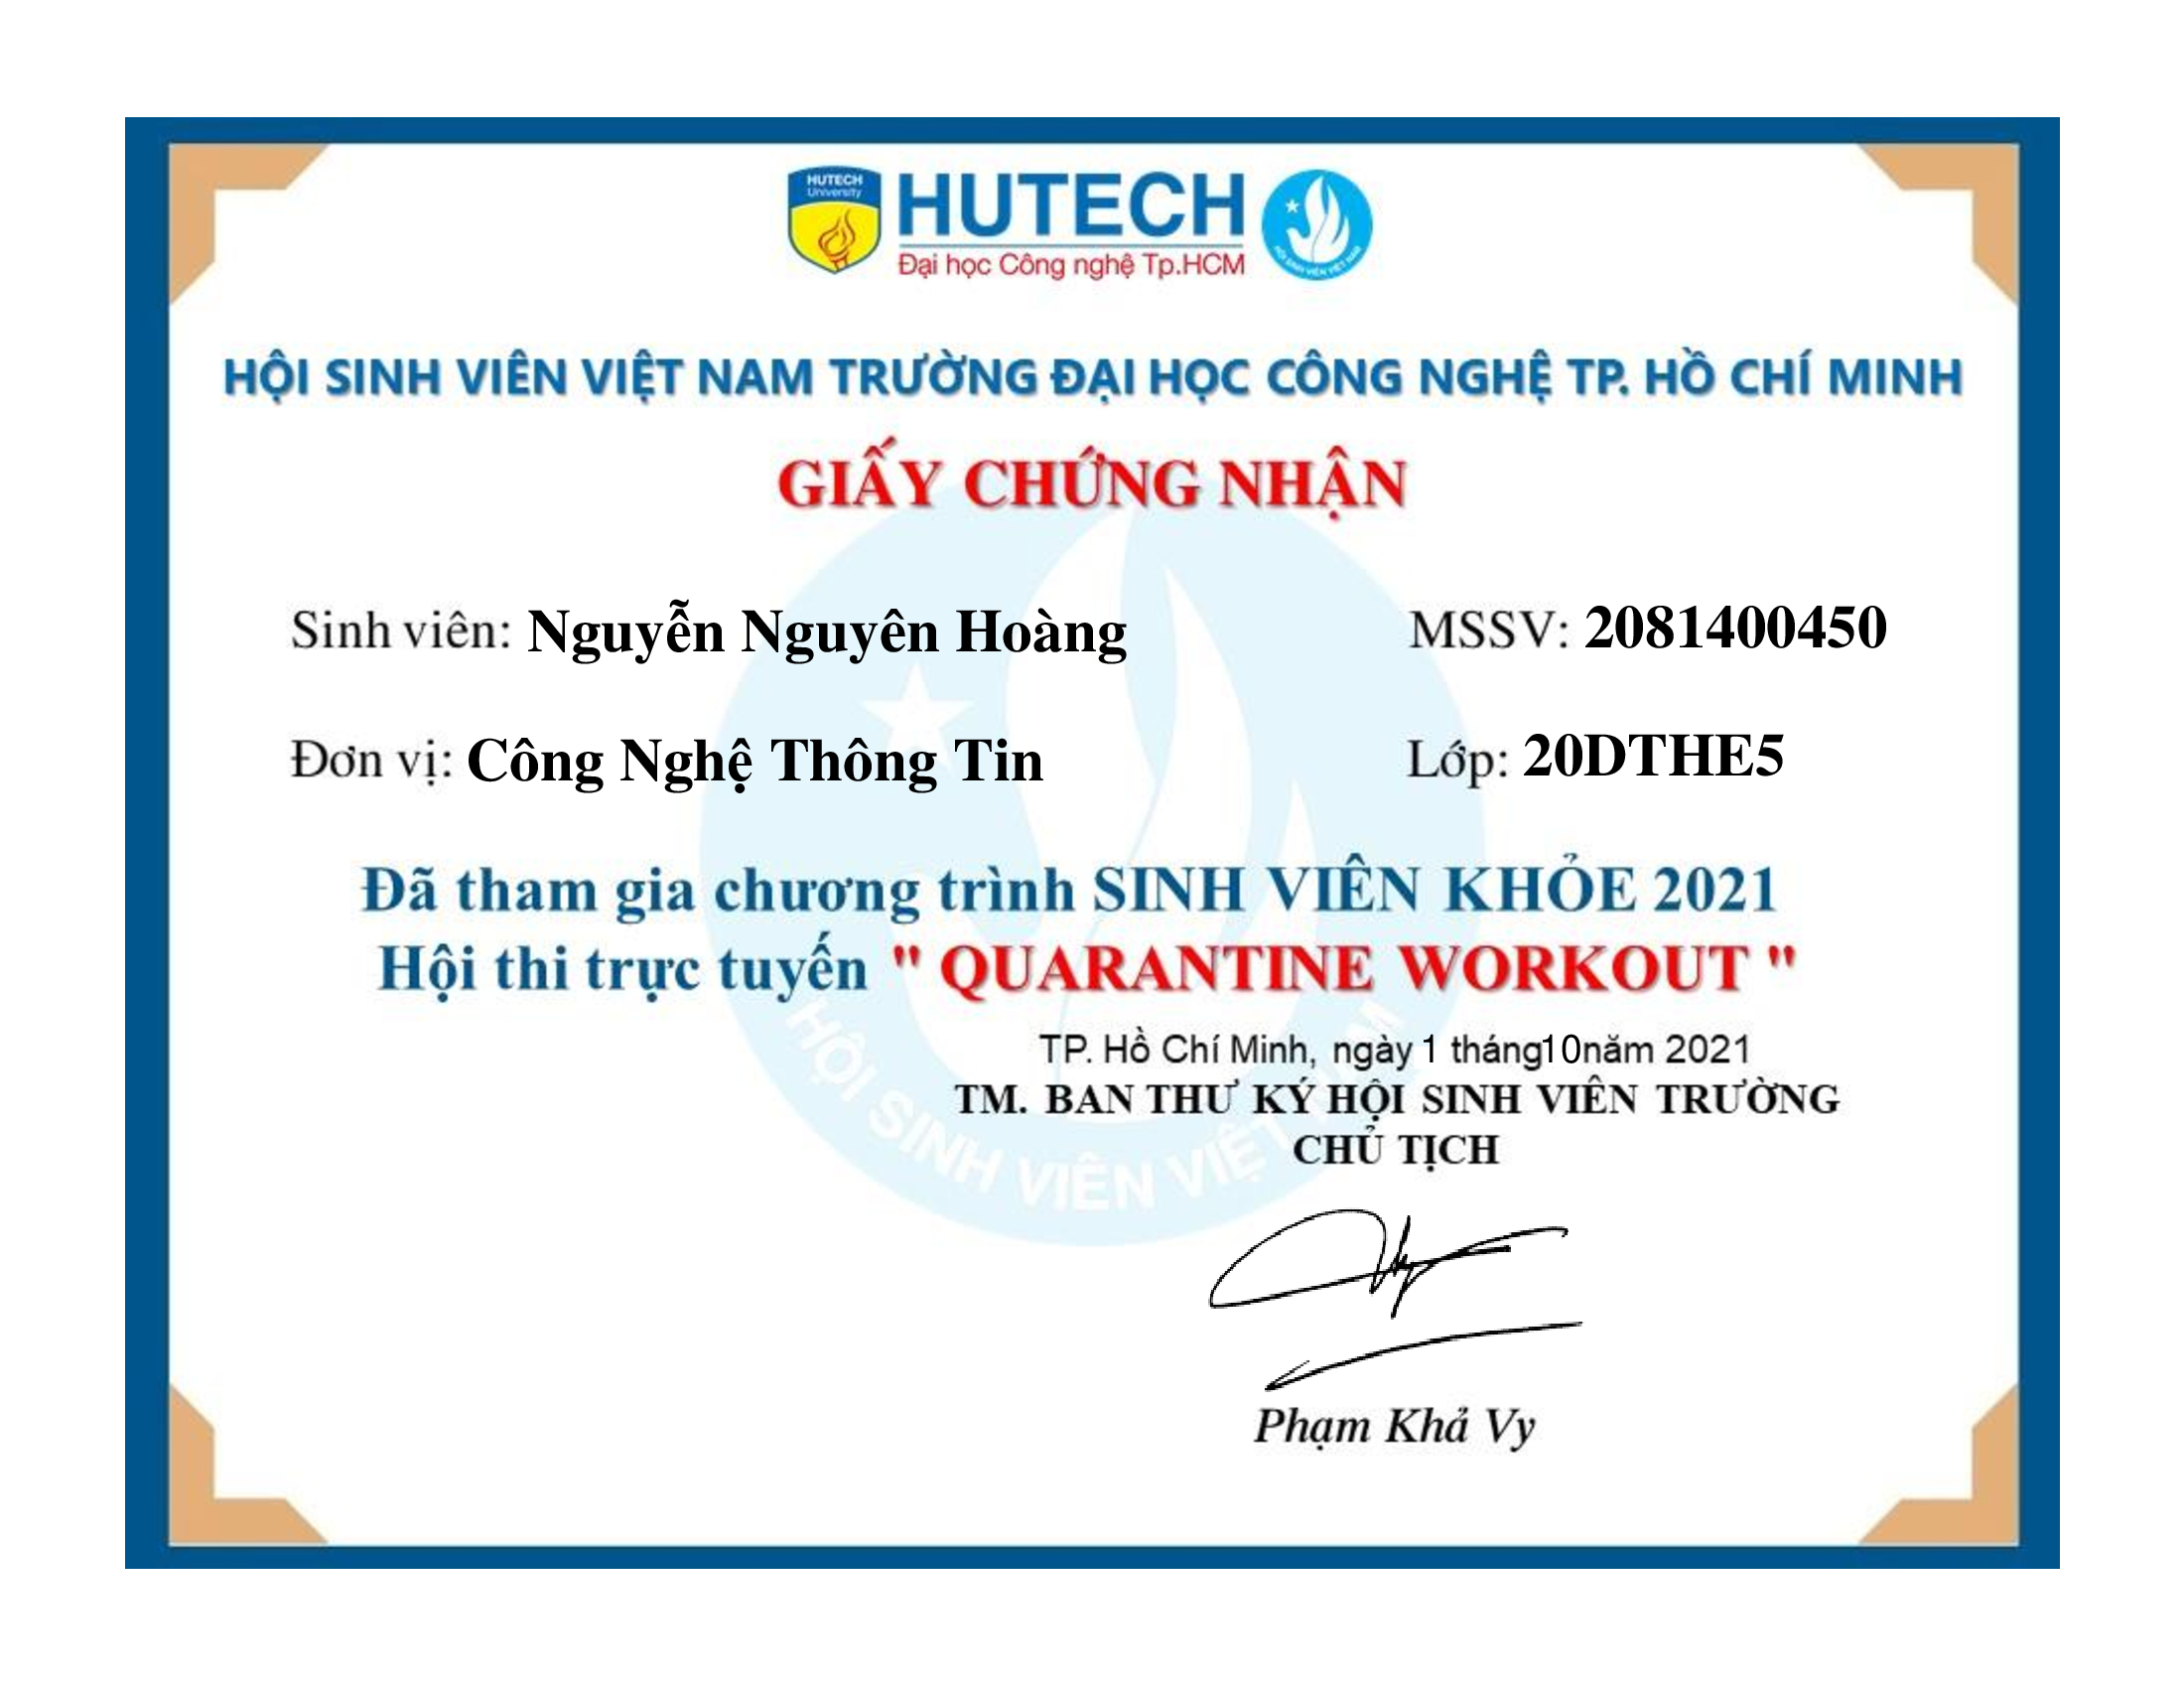 HUTECH
University
HUTECH
Đại học Công nghệ Tp.HCM
HỘI SINH VIÊN VIỆT NAM
HỘI SINH VIÊN VIỆT NAM TRƯỜNG ĐẠI HỌC CÔNG NGHỆ TP. HỒ CHÍ MINH
GIẤY CHỨNG NHẬN
Sinh viên: Nguyễn Nguyên Hoàng MSSV: 2081400450
Đơn vị: Công Nghệ Thông Tin Lớp: 20DTHE5
Đã tham gia chương trình SINH VIÊN KHỎE 2021
Hội thi trực tuyến " QUARANTINE WORKOUT "
TP. Hồ Chí Minh, ngày 1 tháng10năm 2021
TM. BAN THƯ KÝ HỘI SINH VIÊN TRƯỜNG
CHỦ TỊCH
HỘI SINH VIÊN VIỆT NAM
Phạm Khả Vy